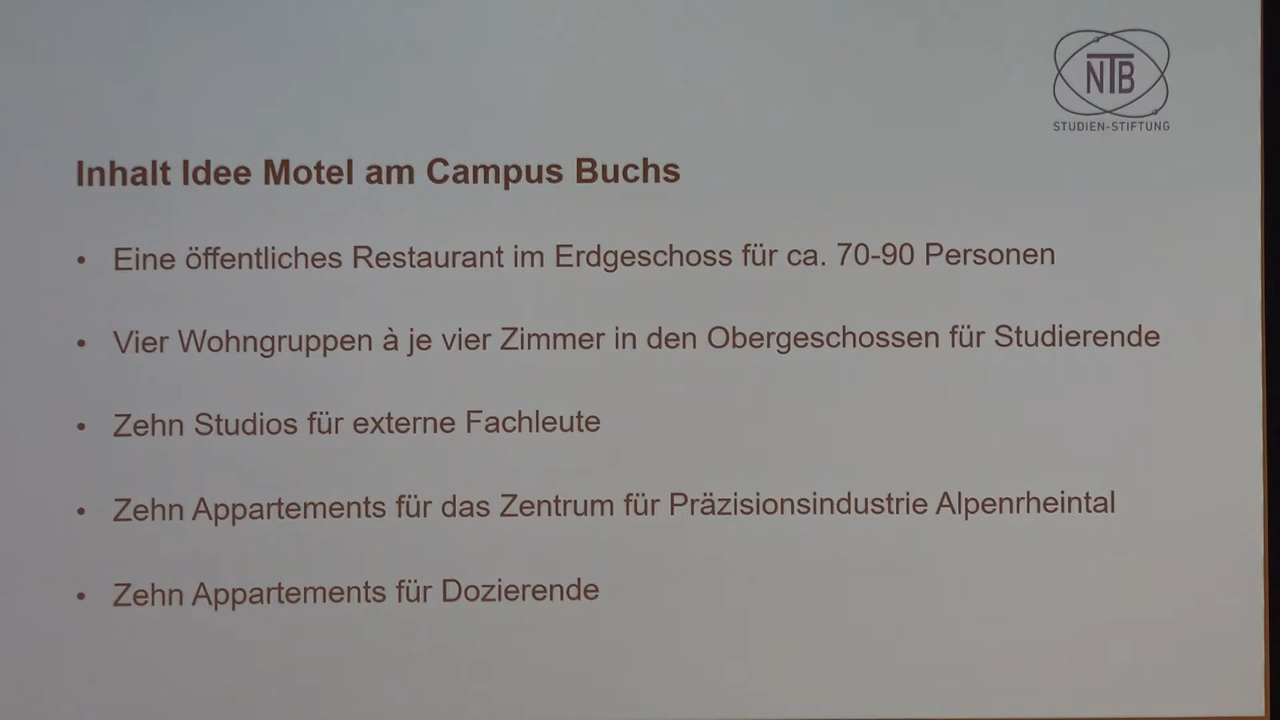 NTB
STUDIEN-STIFTUNG
Inhalt Idee Motel am Campus Buchs
• Eine öffentliches Restaurant im Erdgeschoss für ca. 70-90 Personen
• Vier Wohngruppen à je vier Zimmer in den Obergeschossen für Studierende
• Zehn Studios für externe Fachleute
• Zehn Appartements für das Zentrum für Präzisionsindustrie Alpenrheintal
• Zehn Appartements für Dozierende